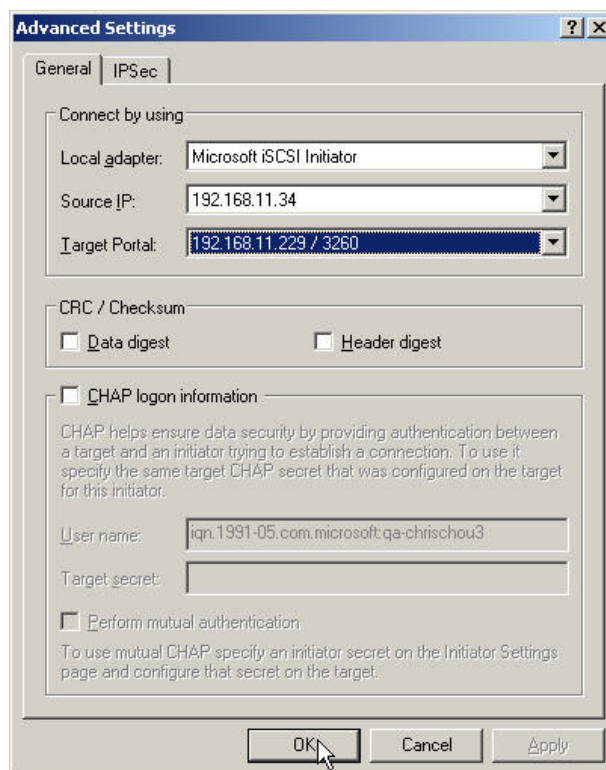 Advanced Settings
General IPSec
Connect by using
Local adapter: Microsoft iSCSI Initiator
Source IP: 192.168.11.34
Target Portal: 192.168.11.229 / 3260
CRC / Checksum
Data digest Header digest
CHAP logon information
CHAP helps ensure data security by providing authentication between
a target and an initiator trying to establish a connection. To use it
specify the same target CHAP secret that was configured on the target
for this initiator.
User name: iqn.1991-05.com.microsoft:qa-chrischou3
Target secret:
Perform mutual authentication
To use mutual CHAP specify an initiator secret on the Initiator Settings
page and configure that secret on the target.
OK Cancel Apply